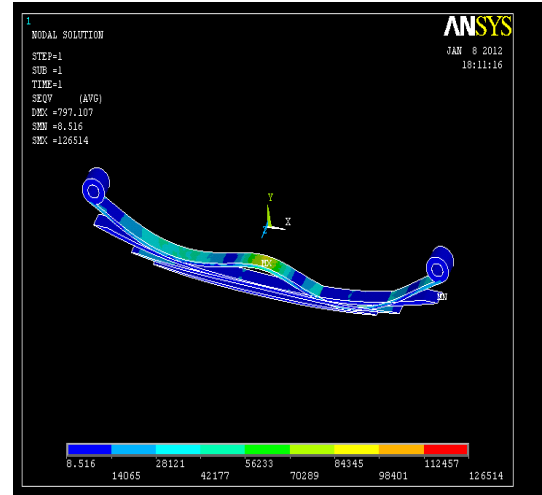 1
ANSYS
NODAL SOLUTION
JAN 8 2012
18:11:16
STEP=1
SUB =1
TIME=1
SEQV (AVG)
DMX =797.107
SMN =8.516
SMX =126514
Y
X
Z
MX
MN
8.516 28121 56233 84345 112457
14065 42177 70289 98401 126514